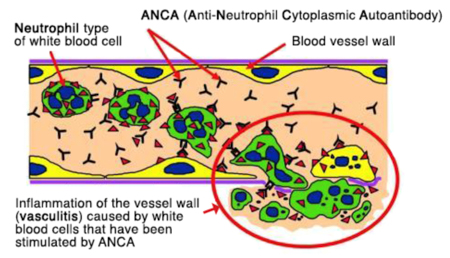 ANCA (Anti-Neutrophil Cytoplasmic Autoantibody)
Neutrophil type
of white blood cell
Blood vessel wall
Inflammation of the vessel wall
(vasculitis) caused by white
blood cells that have been
stimulated by ANCA